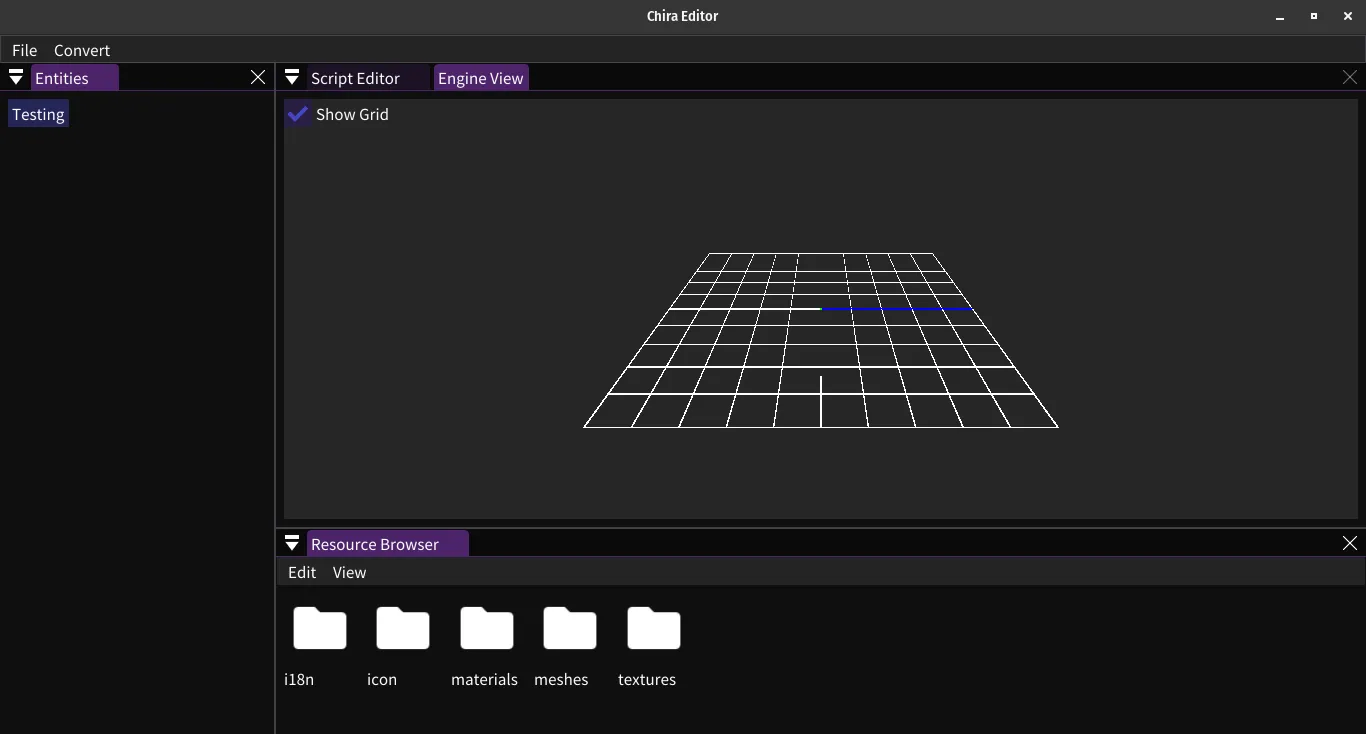 Chira Editor
File Convert
Entities
Script Editor Engine View
Testing
Show Grid
Resource Browser
Edit View
i18n icon materials meshes textures